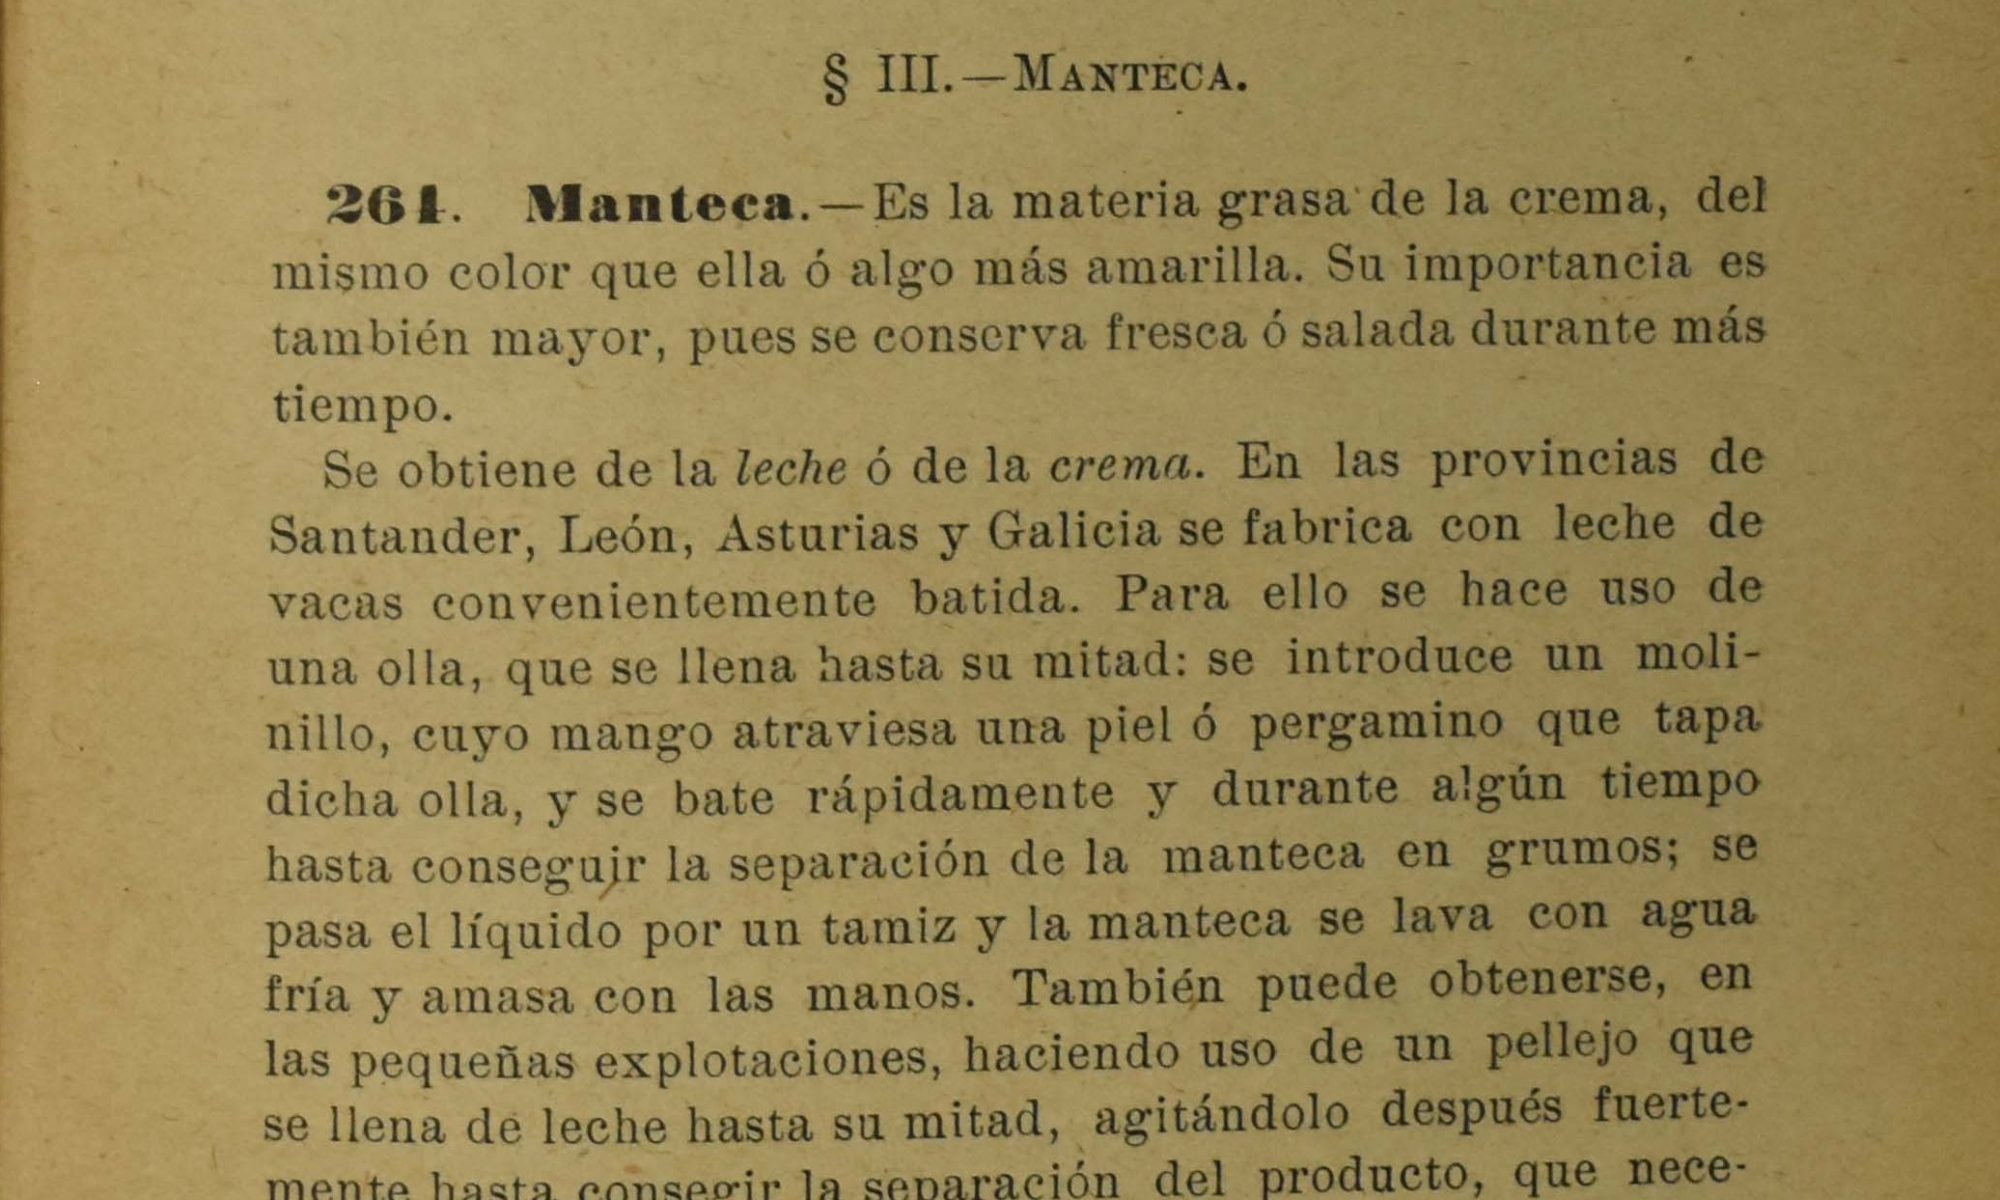 § III.—MANTECA.
261. Manteca.—Es la materia grasa de la crema, del
mismo color que ella ó algo más amarilla. Su importancia es
también mayor, pues se conserva fresca ó salada durante más
tiempo.
Se obtiene de la leche ó de la crema. En las provincias de
Santander, León, Asturias y Galicia se fabrica con leche de
vacas convenientemente batida. Para ello se hace uso de
una olla, que se llena hasta su mitad: se introduce un moli-
nillo, cuyo mango atraviesa una piel ó pergamino que tapa
dicha olla, y se bate rápidamente y durante algún tiempo
hasta conseguir la separación de la manteca en grumos; se
pasa el líquido por un tamiz y la manteca se lava con agua
fría y amasa con las manos. También puede obtenerse, en
las pequeñas explotaciones, haciendo uso de un pellejo que
se llena de leche hasta su mitad, agitándolo después fuerte-
mente hasta consegir la separación del producto, que nece-